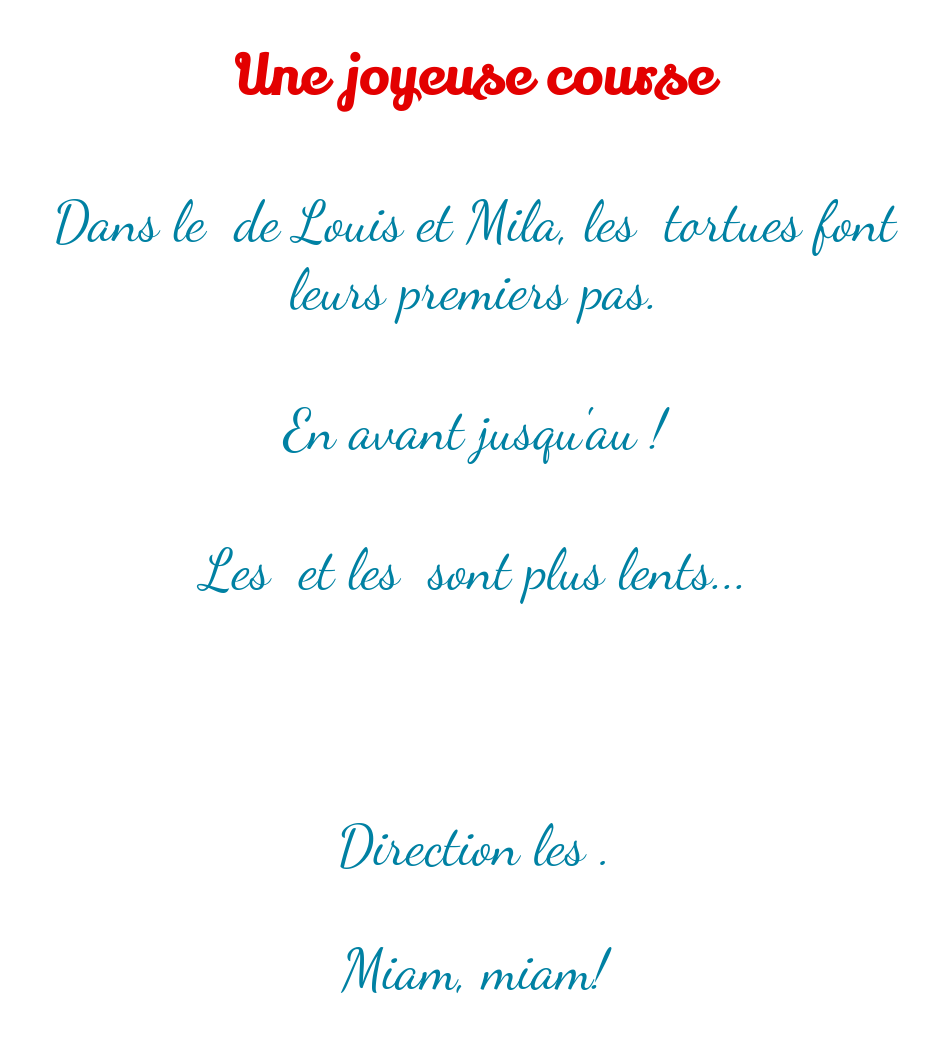 Une joyeuse course
Dans le  de Louis et Mila, les  tortues font
leurs premiers pas.
En avant jusqu'au !
Les  et les  sont plus lents...
Direction les .
Miam, miam!